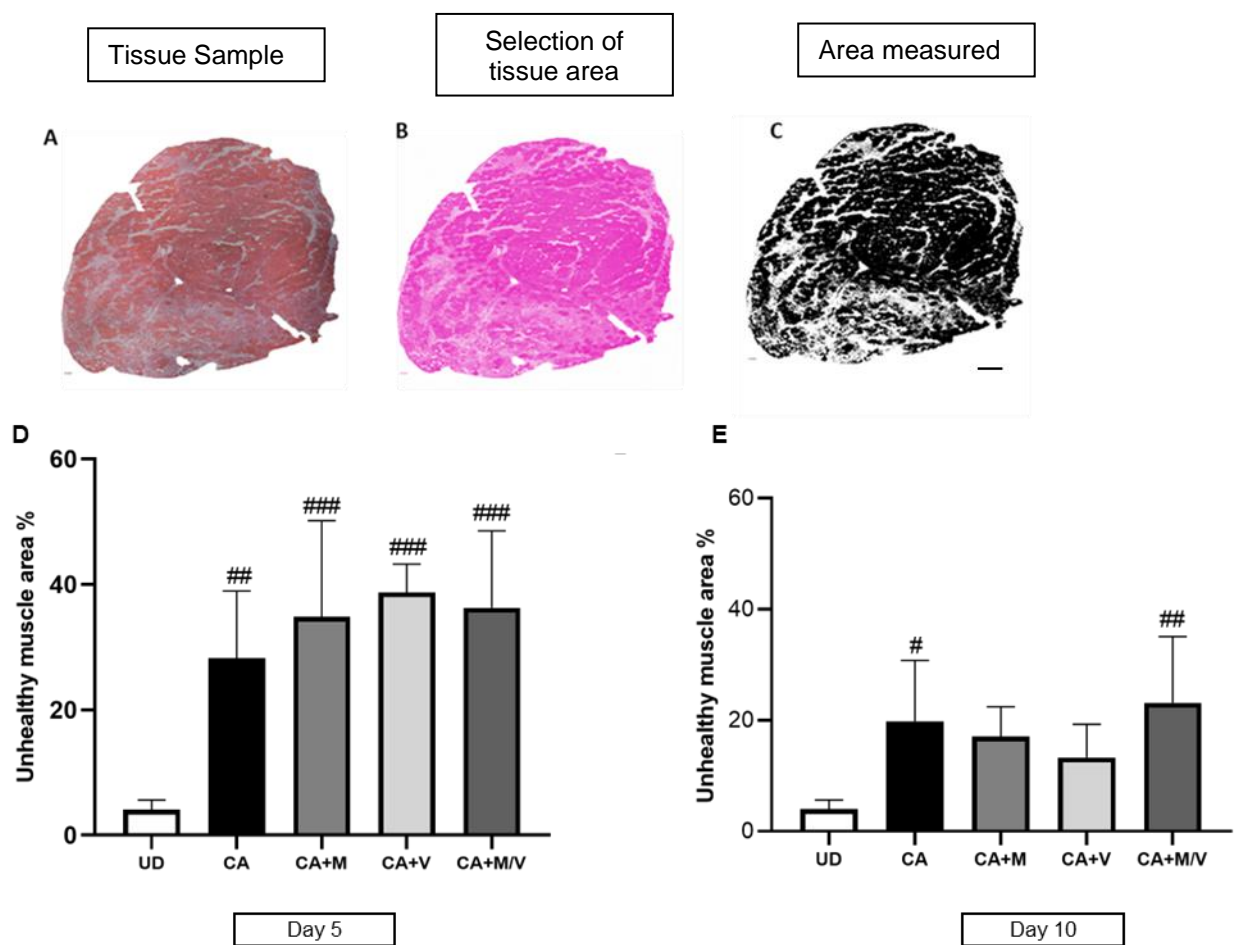 Tissue Sample
Selection of
tissue area
Area measured
A
B
C
D
E
Unhealthy muscle area %
60
40
20
0
##
###
###
###
UD
CA
CA+M
CA+V
CA+M/V
Day 5
Unhealthy muscle area %
60
40
20
0
#
##
UD
CA
CA+M
CA+V
CA+M/V
Day 10